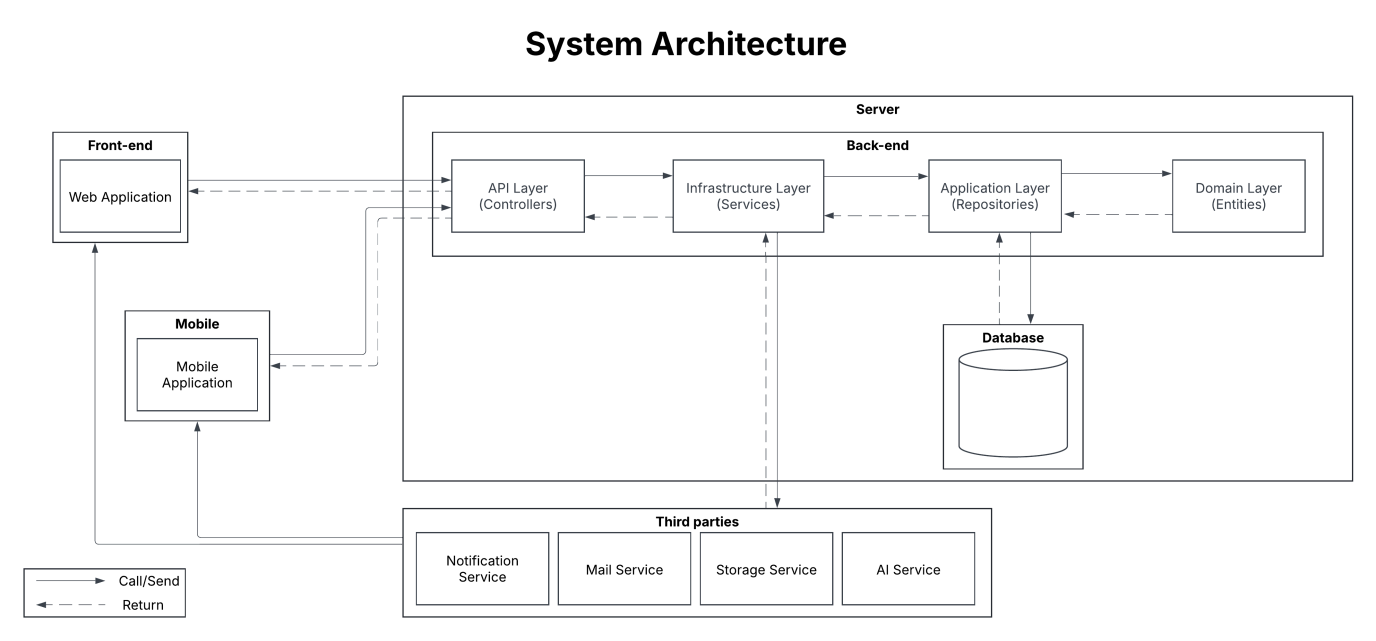 System Architecture
Server
Front-end
Web Application
Back-end
API Layer
(Controllers)
Infrastructure Layer
(Services)
Application Layer
(Repositories)
Domain Layer
(Entities)
Mobile
Mobile
Application
Database
Third parties
Notification
Service
Mail Service
Storage Service
AI Service
Call/Send
Return